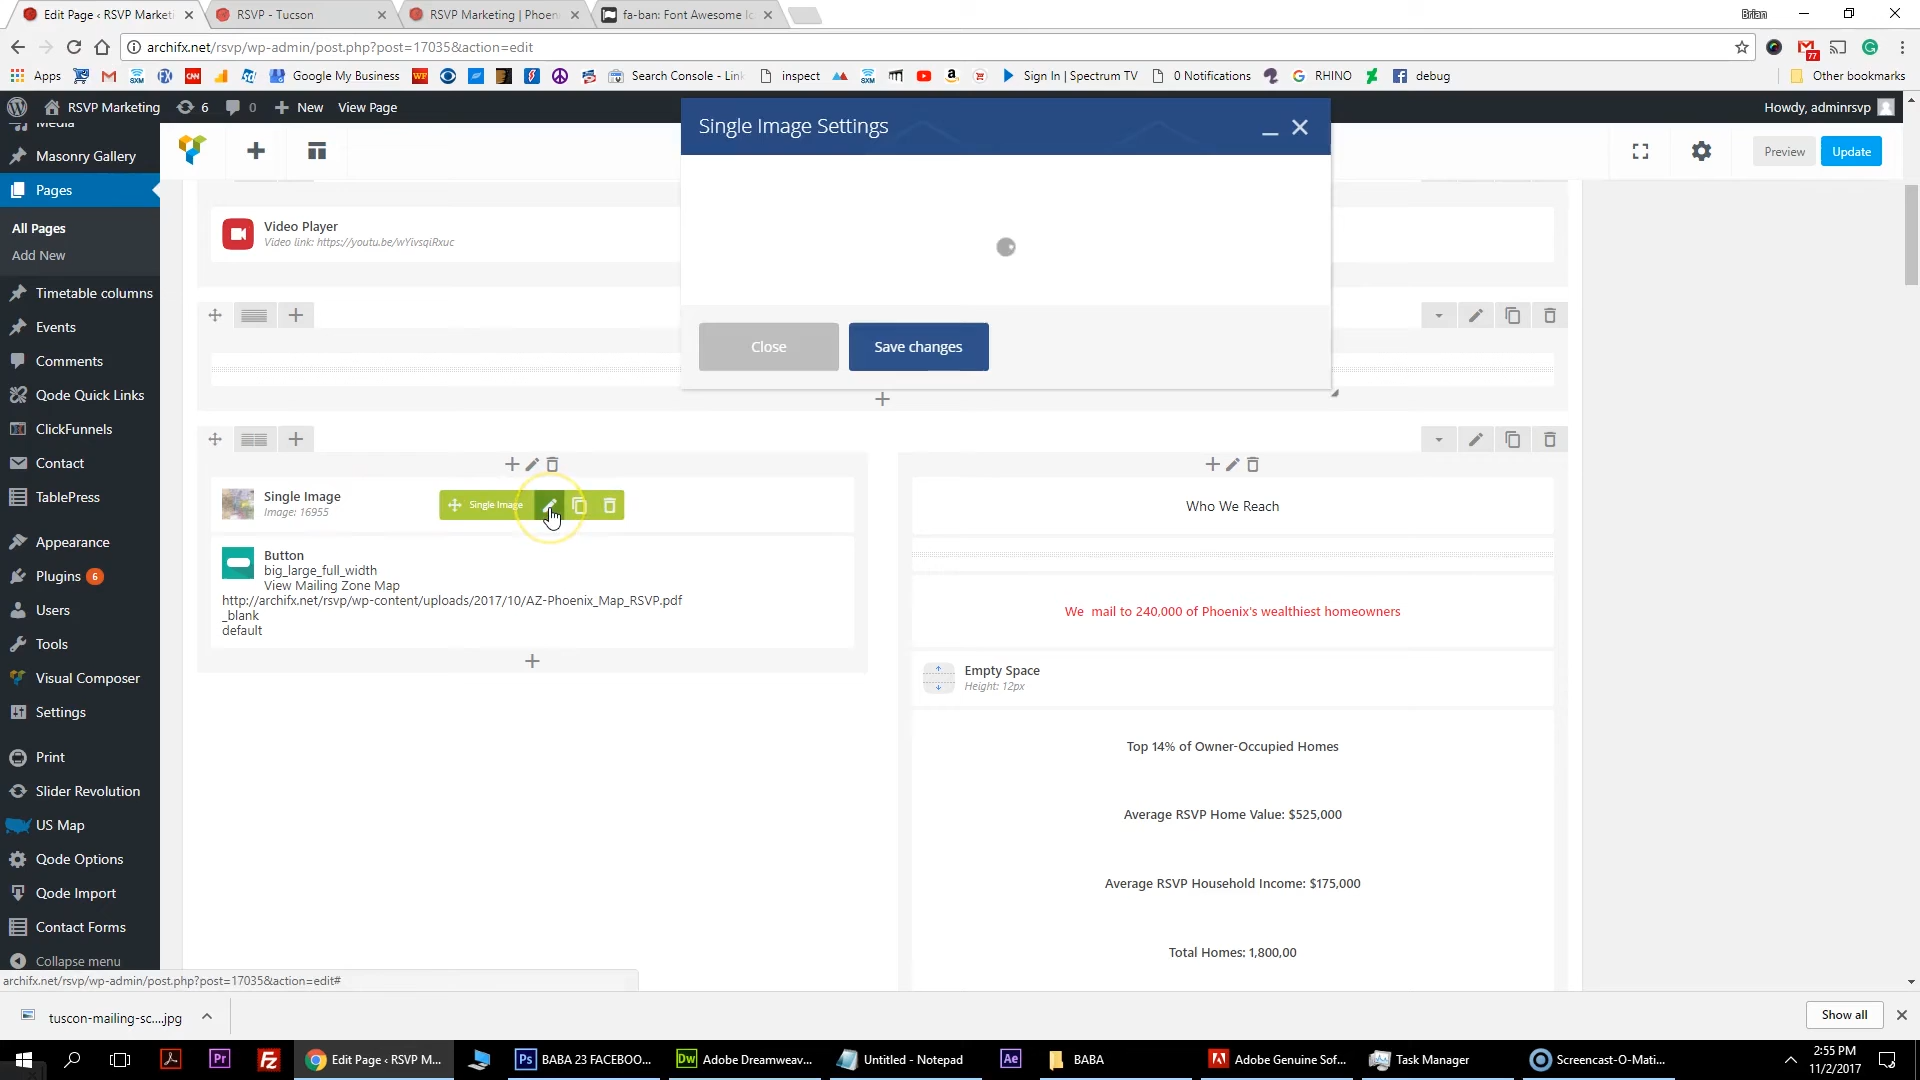 Edit Page ‹ RSVP Marketi
RSVP - Tucson
RSVP Marketing | Phoeni
fa-ban: Font Awesome Ic
Brian
archifx.net/rsvp/wp-admin/post.php?post=17035&action=edit
77
Apps
SXM
FX
CNN
Google My Business
WF
Search Console - Link
inspect
SXM
Sign In | Spectrum TV
0 Notifications
RHINO
debug
Other bookmarks
RSVP Marketing
6
0
New
View Page
Howdy, adminrsvp
Media
Masonry Gallery
Pages
All Pages
Add New
Timetable columns
Events
Comments
Qode Quick Links
ClickFunnels
Contact
TablePress
Appearance
Plugins 6
Users
Tools
Visual Composer
Settings
Print
Slider Revolution
US Map
Qode Options
Qode Import
Contact Forms
Collapse menu
Preview
Update
Single Image Settings
Close
Save changes
Video Player
Video link: https://youtu.be/wYivsqiRxuc
Single Image
Image: 16955
Single Image
Button
big_large_full_width
View Mailing Zone Map
http://archifx.net/rsvp/wp-content/uploads/2017/10/AZ-Phoenix_Map_RSVP.pdf
_blank
default
Who We Reach
We mail to 240,000 of Phoenix's wealthiest homeowners
Empty Space
Height: 12px
Top 14% of Owner-Occupied Homes
Average RSVP Home Value: $525,000
Average RSVP Household Income: $175,000
Total Homes: 1,800,00
archifx.net/rsvp/wp-admin/post.php?post=17035&action=edit#
tuscon-mailing-sc....jpg
Show all
Edit Page ‹ RSVP M...
BABA 23 FACEBOO...
Adobe Dreamweav...
Untitled - Notepad
BABA
Adobe Genuine Sof...
Task Manager
Screencast-O-Mati...
2:55 PM
11/2/2017